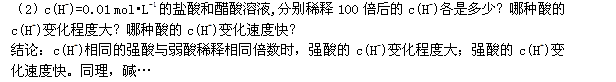 （2）c(H⁺)=0.01 mol•L⁻¹的盐酸和醋酸溶液,分别稀释 100 倍后的 c(H⁺)各是多少？哪种酸的
c(H⁺)变化程度大？哪种酸的 c(H⁺)变化速度快？
结论：c(H⁺)相同的强酸与弱酸稀释相同倍数时，强酸的 c(H⁺)变化程度大；强酸的 c(H⁺)变
化速度快。同理，碱…